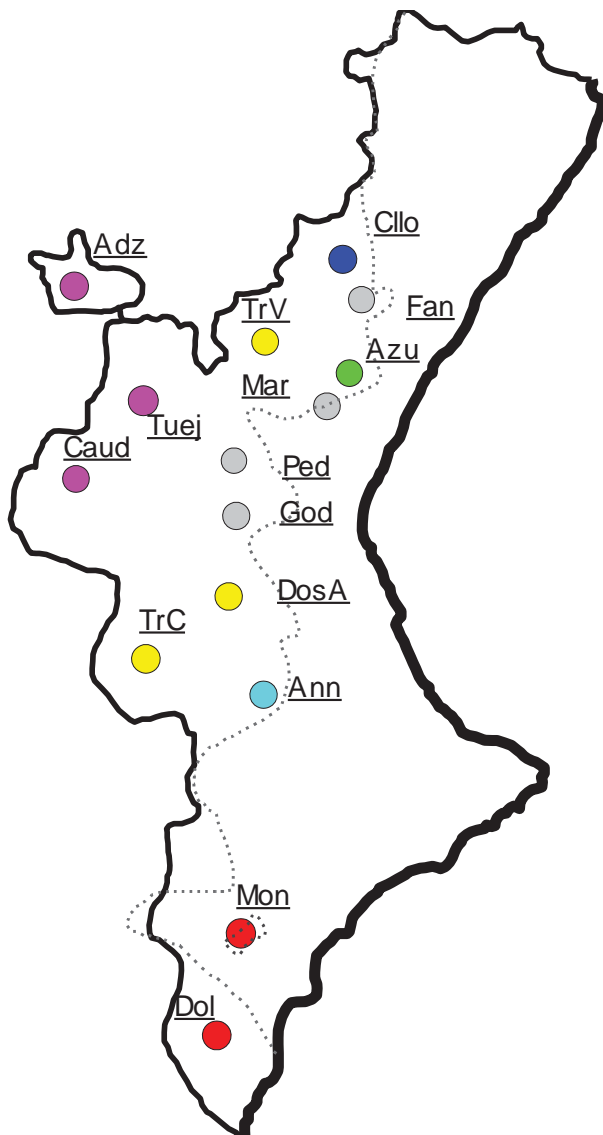 Cllo
Adz
Fan
TrV
Azu
Mar
Tuej
Caud
Ped
God
DosA
TrC
Ann
Mon
Dol